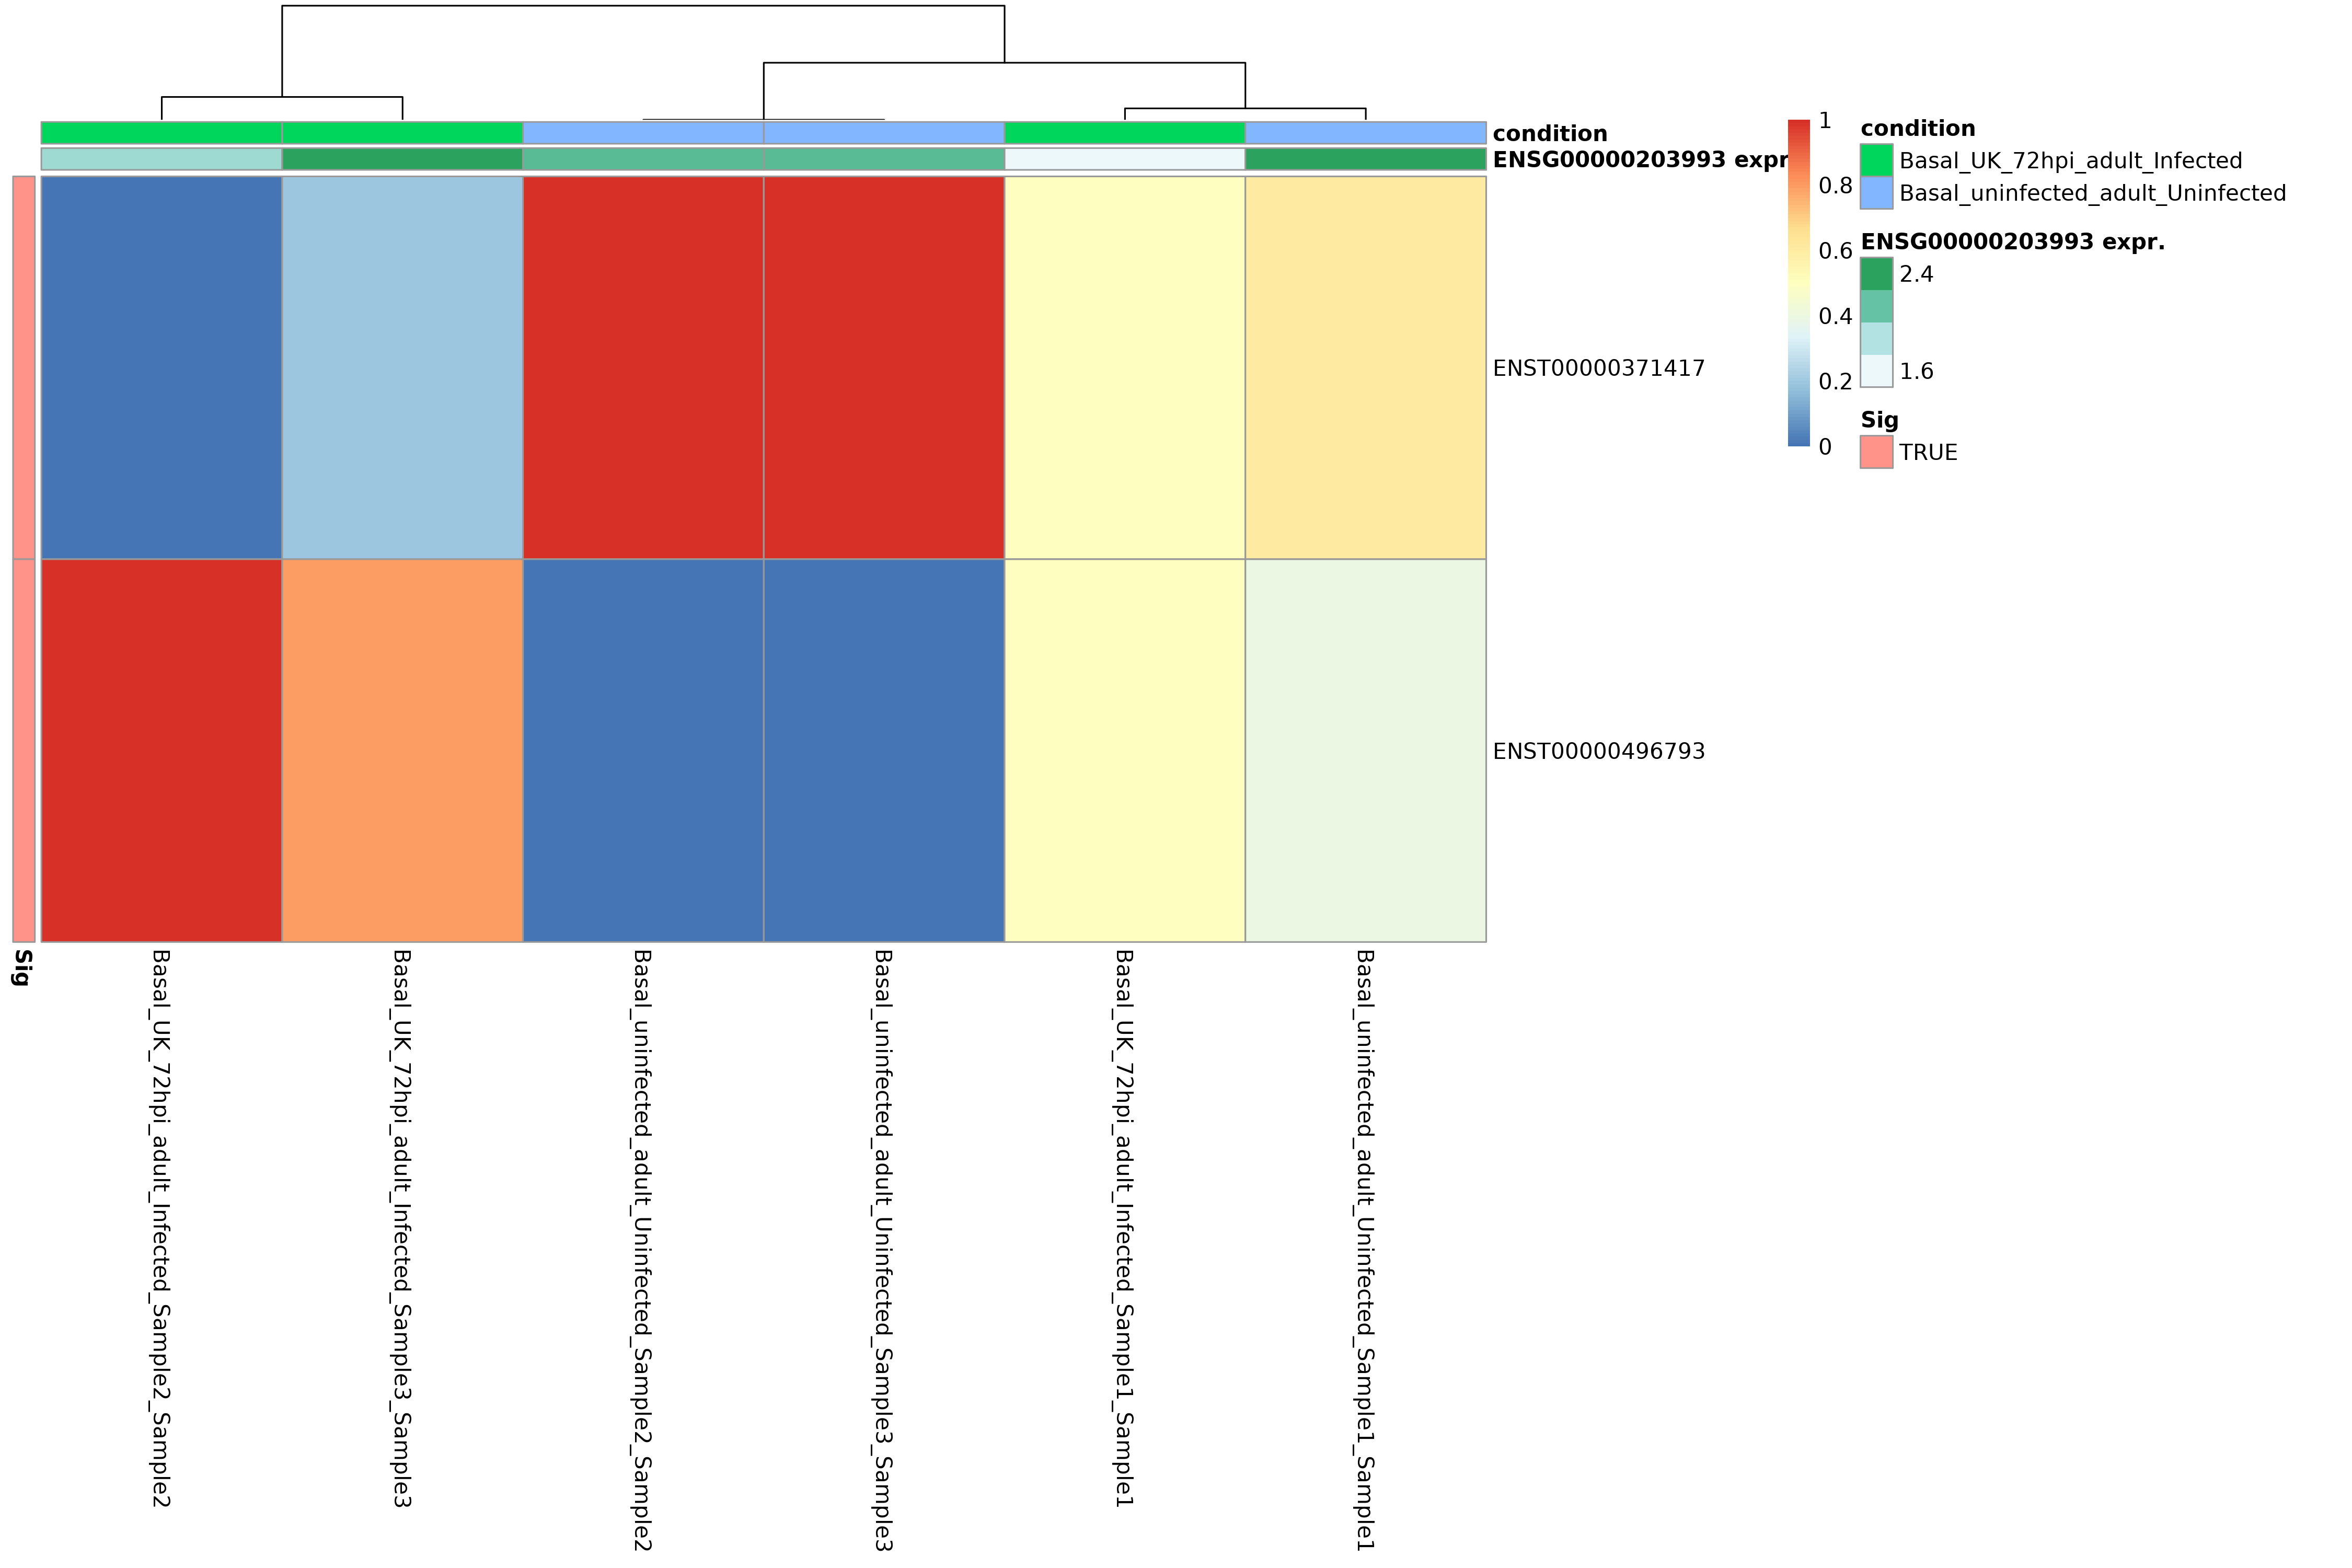 condition
ENSG00000203993 expr
ENST00000371417
ENST00000496793
Sig
Basal_UK_72hpi_adult_Infected_Sample2_Sample2
Basal_UK_72hpi_adult_Infected_Sample3_Sample3
Basal_uninfected_adult_Uninfected_Sample2_Sample2
Basal_uninfected_adult_Uninfected_Sample3_Sample3
Basal_UK_72hpi_adult_Infected_Sample1_Sample1
Basal_uninfected_adult_Uninfected_Sample1_Sample1
1
0.8
0.6
0.4
0.2
0
condition
Basal_UK_72hpi_adult_Infected
Basal_uninfected_adult_Uninfected
ENSG00000203993 expr.
2.4
1.6
Sig
TRUE